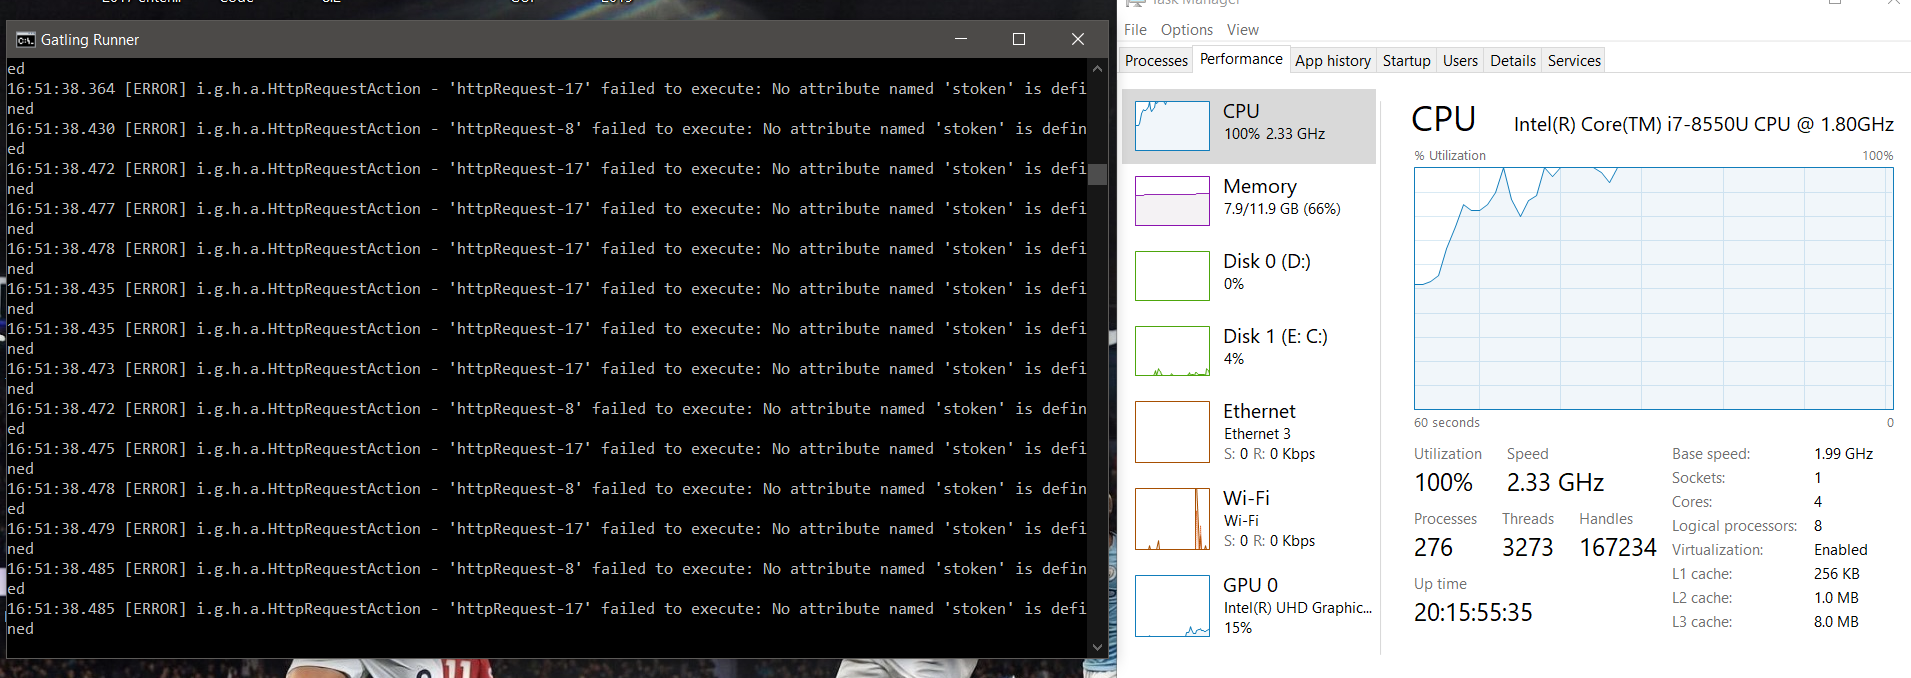 Gatling Runner
ed
16:51:38.364 [ERROR] i.g.h.a.HttpRequestAction - 'httpRequest-17' failed to execute: No attribute named 'stoken' is defi
ned
16:51:38.430 [ERROR] i.g.h.a.HttpRequestAction - 'httpRequest-8' failed to execute: No attribute named 'stoken' is defin
ed
16:51:38.472 [ERROR] i.g.h.a.HttpRequestAction - 'httpRequest-17' failed to execute: No attribute named 'stoken' is defi
ned
16:51:38.477 [ERROR] i.g.h.a.HttpRequestAction - 'httpRequest-17' failed to execute: No attribute named 'stoken' is defi
ned
16:51:38.478 [ERROR] i.g.h.a.HttpRequestAction - 'httpRequest-17' failed to execute: No attribute named 'stoken' is defi
ned
16:51:38.435 [ERROR] i.g.h.a.HttpRequestAction - 'httpRequest-17' failed to execute: No attribute named 'stoken' is defi
ned
16:51:38.435 [ERROR] i.g.h.a.HttpRequestAction - 'httpRequest-17' failed to execute: No attribute named 'stoken' is defi
ned
16:51:38.473 [ERROR] i.g.h.a.HttpRequestAction - 'httpRequest-17' failed to execute: No attribute named 'stoken' is defi
ned
16:51:38.472 [ERROR] i.g.h.a.HttpRequestAction - 'httpRequest-8' failed to execute: No attribute named 'stoken' is defin
ed
16:51:38.475 [ERROR] i.g.h.a.HttpRequestAction - 'httpRequest-17' failed to execute: No attribute named 'stoken' is defi
ned
16:51:38.478 [ERROR] i.g.h.a.HttpRequestAction - 'httpRequest-8' failed to execute: No attribute named 'stoken' is defin
ed
16:51:38.479 [ERROR] i.g.h.a.HttpRequestAction - 'httpRequest-17' failed to execute: No attribute named 'stoken' is defi
ned
16:51:38.485 [ERROR] i.g.h.a.HttpRequestAction - 'httpRequest-8' failed to execute: No attribute named 'stoken' is defin
ed
16:51:38.485 [ERROR] i.g.h.a.HttpRequestAction - 'httpRequest-17' failed to execute: No attribute named 'stoken' is defi
ned
11
Task Manager
File Options View
Processes Performance App history Startup Users Details Services
CPU
100% 2.33 GHz
Memory
7.9/11.9 GB (66%)
Disk 0 (D:)
0%
Disk 1 (E: C:)
4%
Ethernet
Ethernet 3
S: 0 R: 0 Kbps
Wi-Fi
Wi-Fi
S: 0 R: 0 Kbps
GPU 0
Intel(R) UHD Graphic...
15%
CPU Intel(R) Core(TM) i7-8550U CPU @ 1.80GHz
% Utilization 100%
60 seconds 0
Utilization Speed
100% 2.33 GHz
Processes Threads Handles
276 3273 167234
Up time
20:15:55:35
Base speed: 1.99 GHz
Sockets: 1
Cores: 4
Logical processors: 8
Virtualization: Enabled
L1 cache: 256 KB
L2 cache: 1.0 MB
L3 cache: 8.0 MB